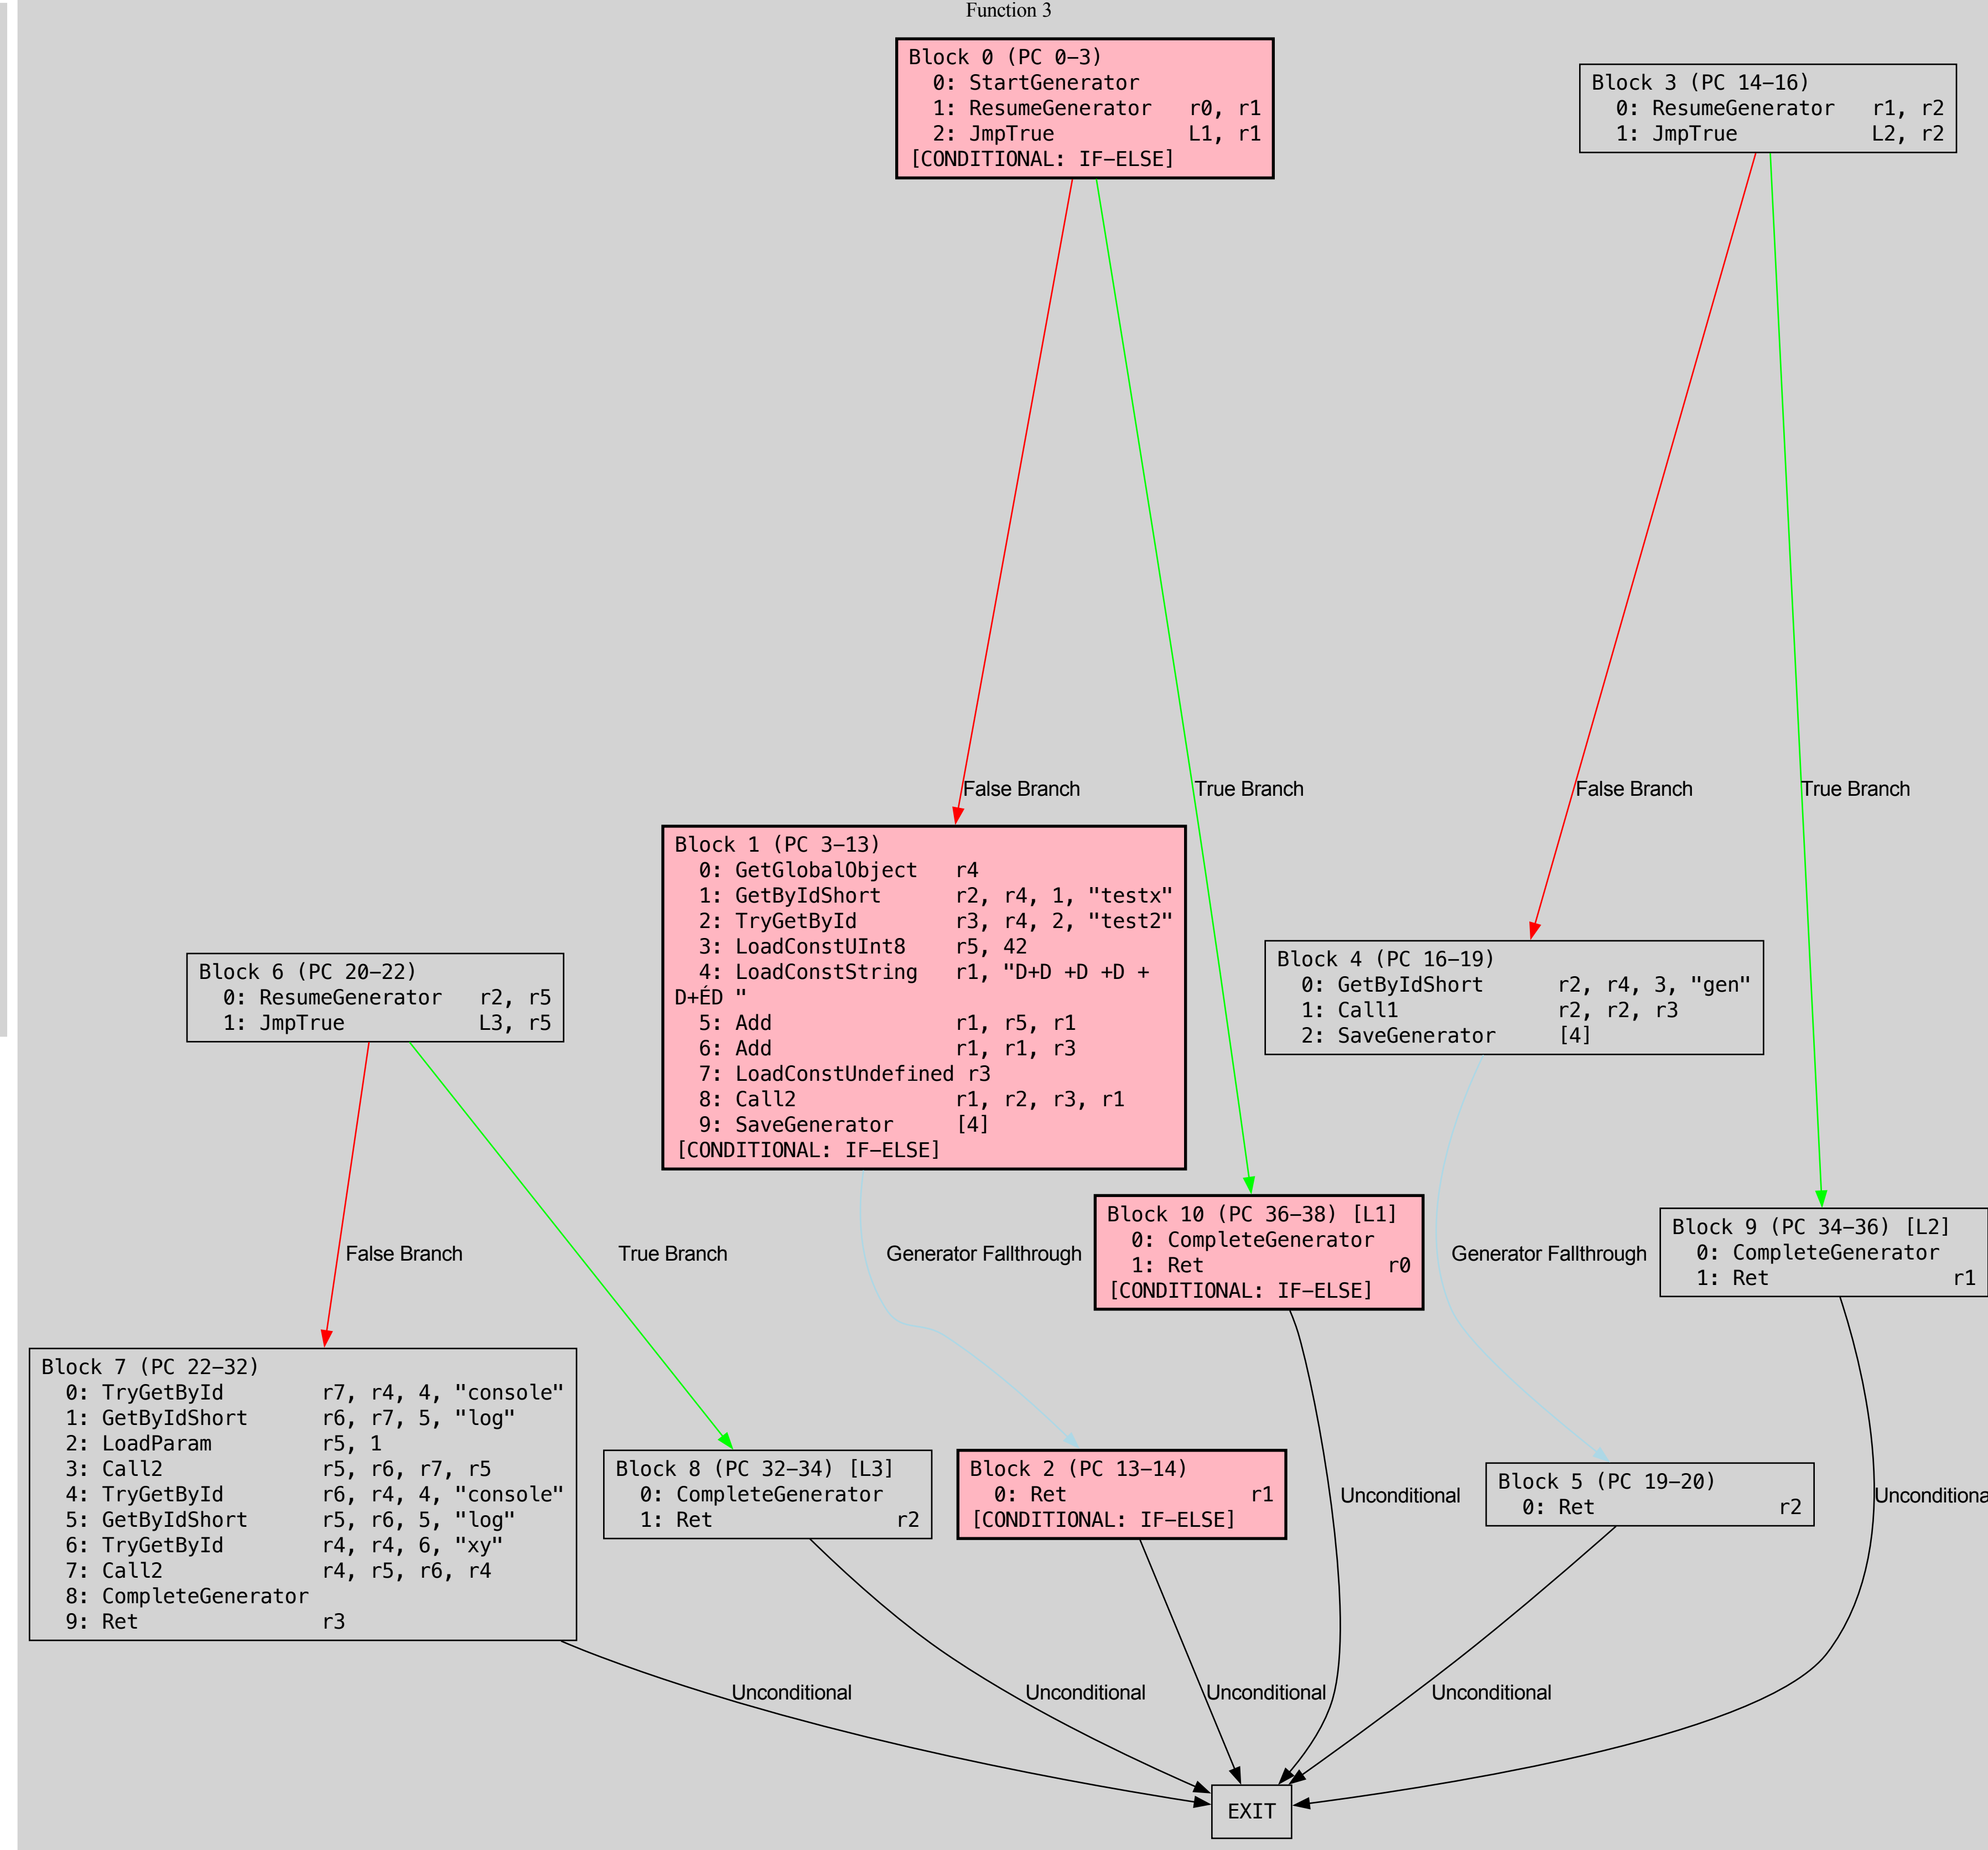 Function 3
Block 0 (PC 0-3)
0: StartGenerator
1: ResumeGenerator r0, r1
2: JmpTrue L1, r1
[CONDITIONAL: IF-ELSE]
Block 3 (PC 14-16)
0: ResumeGenerator r1, r2
1: JmpTrue L2, r2
False Branch
True Branch
False Branch
True Branch
Block 1 (PC 3-13)
0: GetGlobalObject r4
1: GetByIdShort r2, r4, 1, "testx"
2: TryGetById r3, r4, 2, "test2"
3: LoadConstUInt8 r5, 42
4: LoadConstString r1, "D+D +D +D +
D+ÉD "
5: Add r1, r5, r1
6: Add r1, r1, r3
7: LoadConstUndefined r3
8: Call2 r1, r2, r3, r1
9: SaveGenerator [4]
[CONDITIONAL: IF-ELSE]
Block 4 (PC 16-19)
0: GetByIdShort r2, r4, 3, "gen"
1: Call1 r2, r2, r3
2: SaveGenerator [4]
Block 6 (PC 20-22)
0: ResumeGenerator r2, r5
1: JmpTrue L3, r5
Block 10 (PC 36-38) [L1]
0: CompleteGenerator
1: Ret r0
[CONDITIONAL: IF-ELSE]
Block 9 (PC 34-36) [L2]
0: CompleteGenerator
1: Ret r1
False Branch
True Branch
Generator Fallthrough
Generator Fallthrough
Block 7 (PC 22-32)
0: TryGetById r7, r4, 4, "console"
1: GetByIdShort r6, r7, 5, "log"
2: LoadParam r5, 1
3: Call2 r5, r6, r7, r5
4: TryGetById r6, r4, 4, "console"
5: GetByIdShort r5, r6, 5, "log"
6: TryGetById r4, r4, 6, "xy"
7: Call2 r4, r5, r6, r4
8: CompleteGenerator
9: Ret r3
Block 8 (PC 32-34) [L3]
0: CompleteGenerator
1: Ret r2
Block 2 (PC 13-14)
0: Ret r1
[CONDITIONAL: IF-ELSE]
Block 5 (PC 19-20)
0: Ret r2
Unconditional
Unconditiona
Unconditional
Unconditional
Unconditional
Unconditional
EXIT